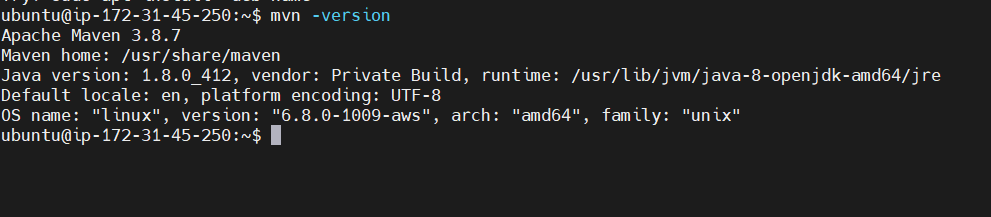 ubuntu@ip-172-31-45-250:~$ mvn -version
Apache Maven 3.8.7
Maven home: /usr/share/maven
Java version: 1.8.0_412, vendor: Private Build, runtime: /usr/lib/jvm/java-8-openjdk-amd64/jre
Default locale: en, platform encoding: UTF-8
OS name: "linux", version: "6.8.0-1009-aws", arch: "amd64", family: "unix"
ubuntu@ip-172-31-45-250:~$